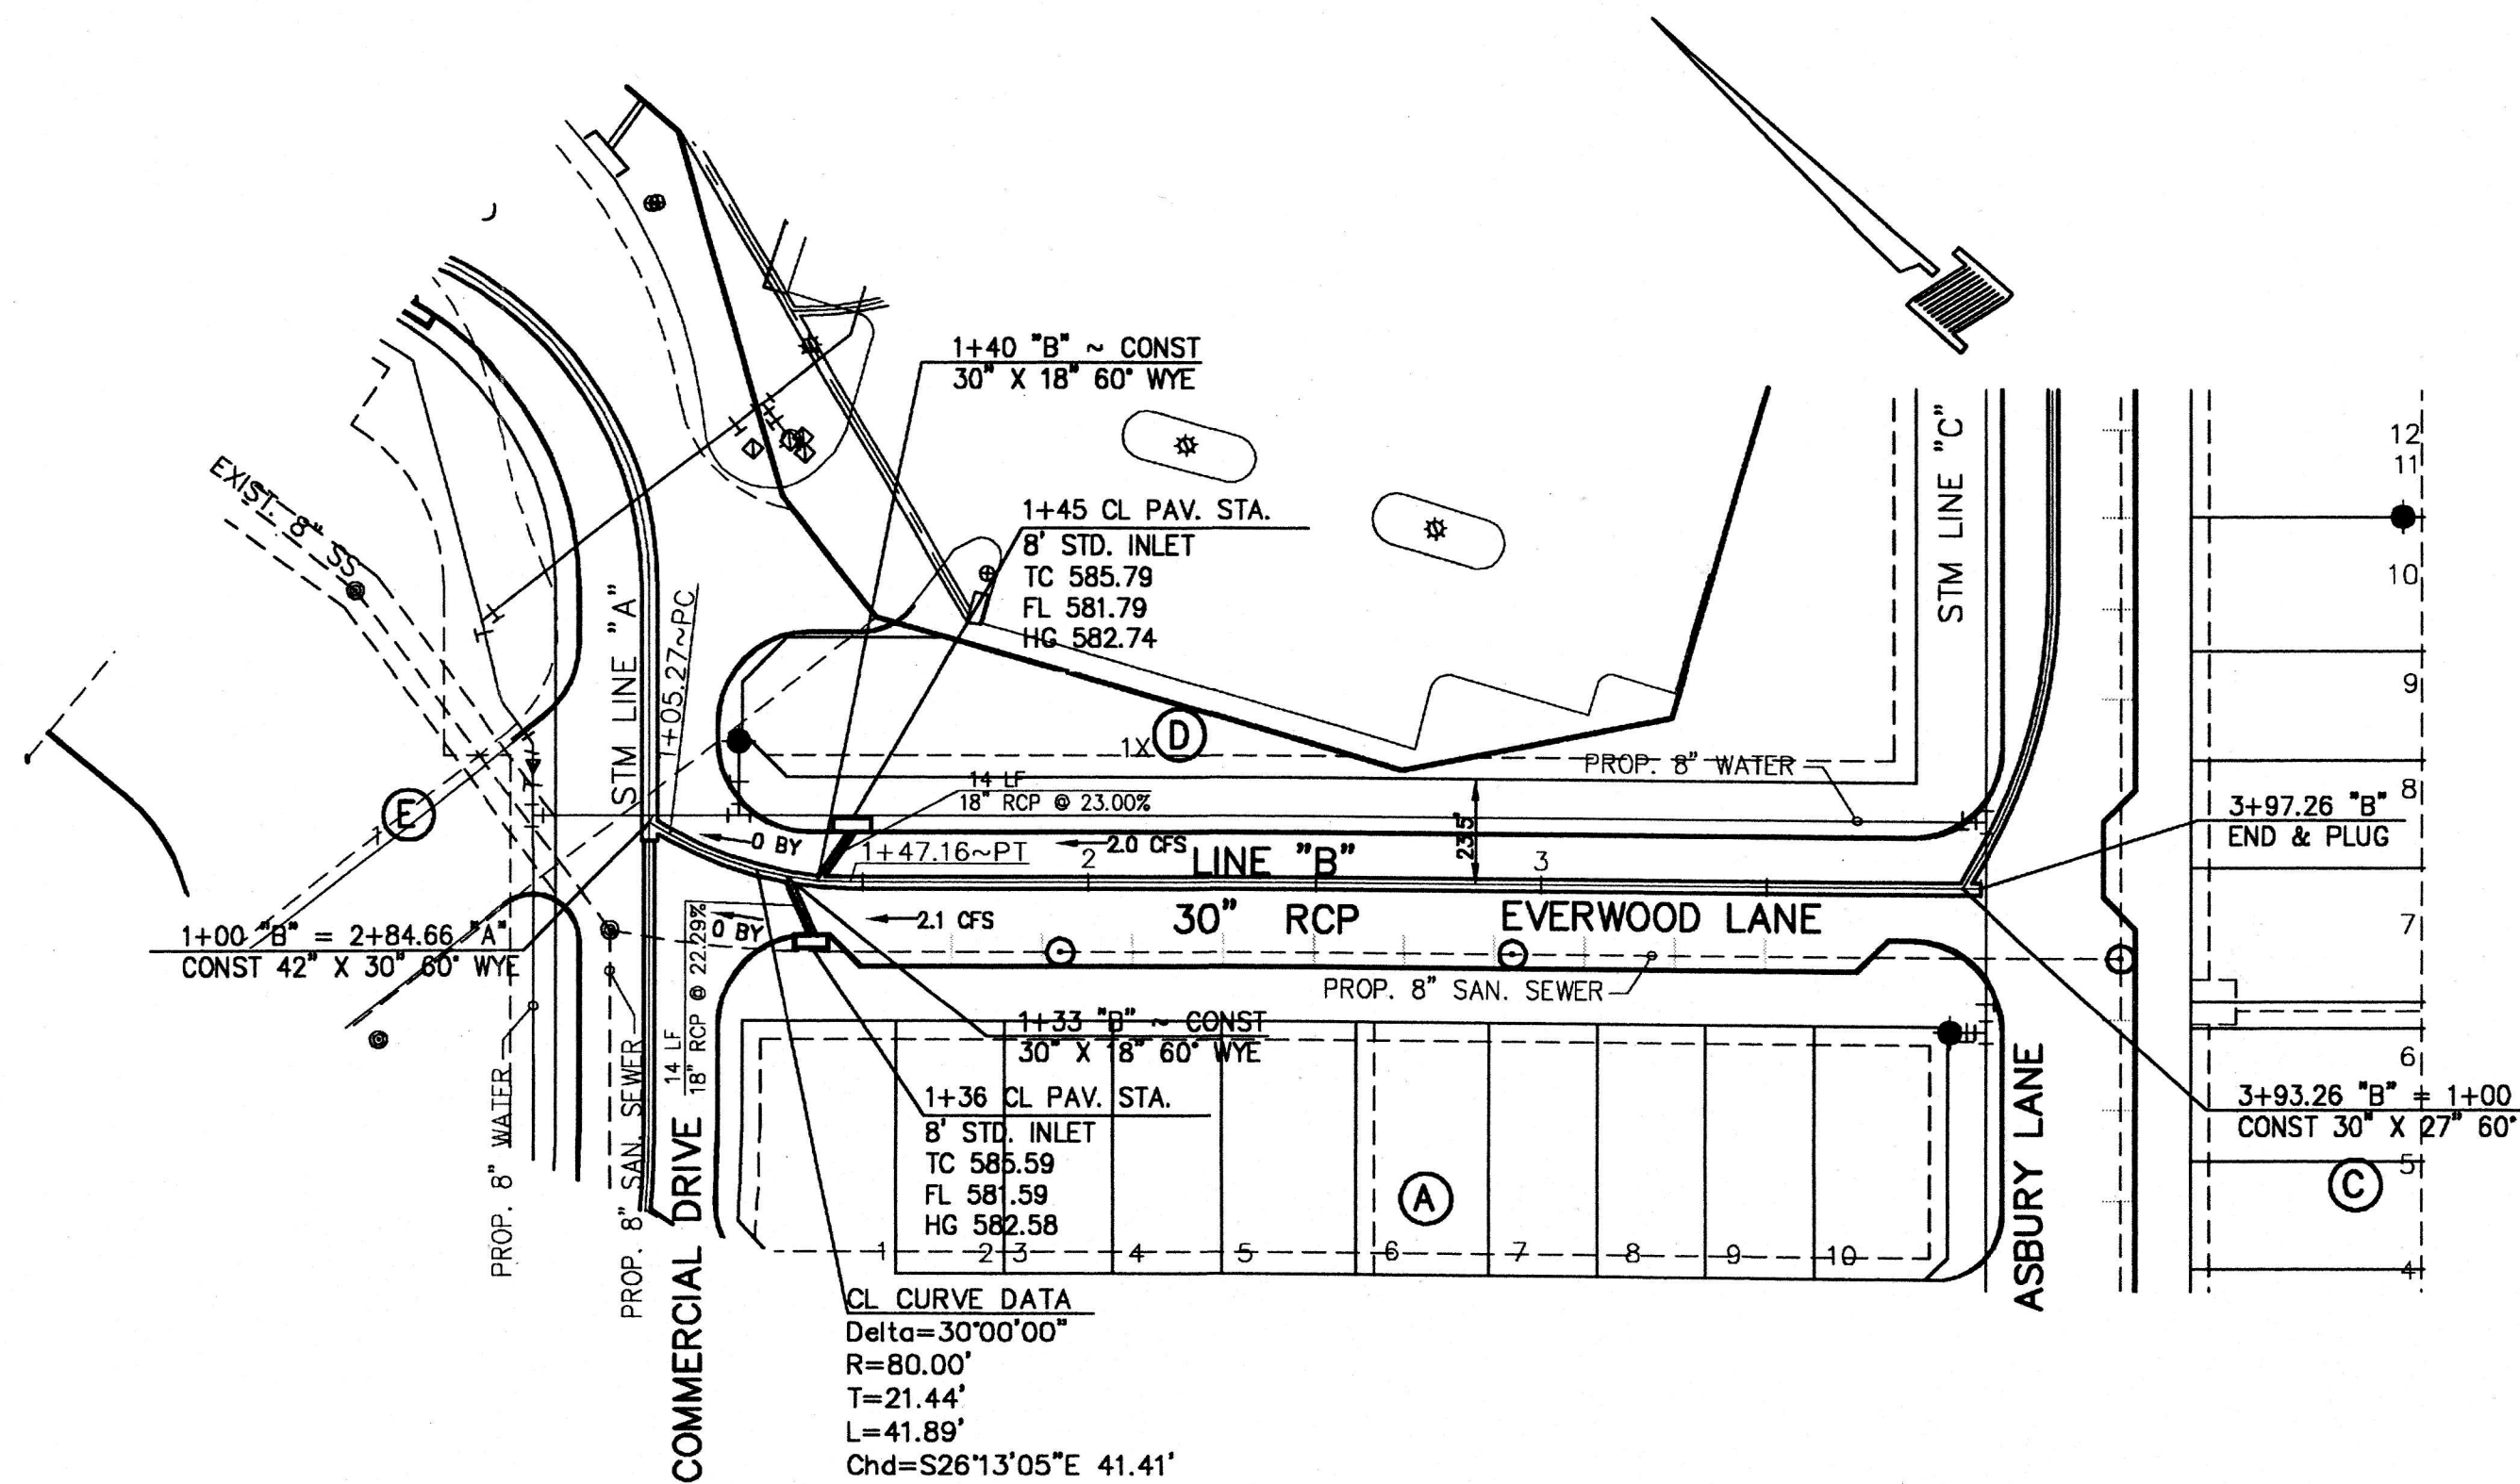 1+40 "B" ~ CONST
30" X 18" 60° WYE
1+45 CL PAV. STA.
8' STD. INLET
TC 585.79
FL 581.79
HG 582.74
EXIST. 8" SS
STM LINE "A"
1+05.27~PC
STM LINE "C"
12
11
10
9
8
7
6
5
4
D
1X
PROP. 8" WATER
14 LF
18" RCP @ 23.00%
23.5'
E
1
0 BY
2.0 CFS
1+47.16~PT
2
LINE "B"
3
3+97.26 "B"
END & PLUG
1+00 "B" = 2+84.66 "A"
CONST 42" X 30" 60° WYE
0 BY
2.1 CFS
30" RCP
EVERWOOD LANE
14 LF
18" RCP @ 22.29%
PROP. 8" SAN. SEWER
1+33 "B" ~ CONST
30" X 18" 60° WYE
1+36 CL PAV. STA.
8' STD. INLET
TC 585.59
FL 581.59
HG 582.58
PROP. 8" WATER
PROP. 8" SAN. SEWER
COMMERCIAL DRIVE
ASBURY LANE
3+93.26 "B" = 1+00
CONST 30" X 27" 60°
A
C
1
2
3
4
5
6
7
8
9
10
CL CURVE DATA
Delta=30°00'00"
R=80.00'
T=21.44'
L=41.89'
Chd=S26°13'05"E 41.41'